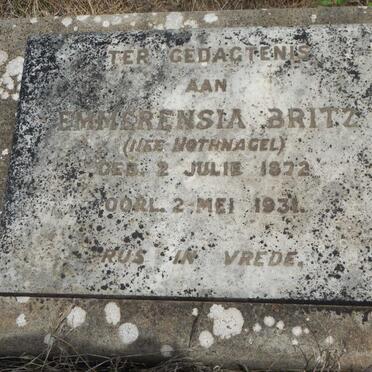 TER GEDAGTENIS
AAN
EMMERENSIA BRITZ
(NEE NOTHNAGEL)
GEB. 2 JULIE 1872
OORL. 2 MEI 1931.
RUS IN VREDE.